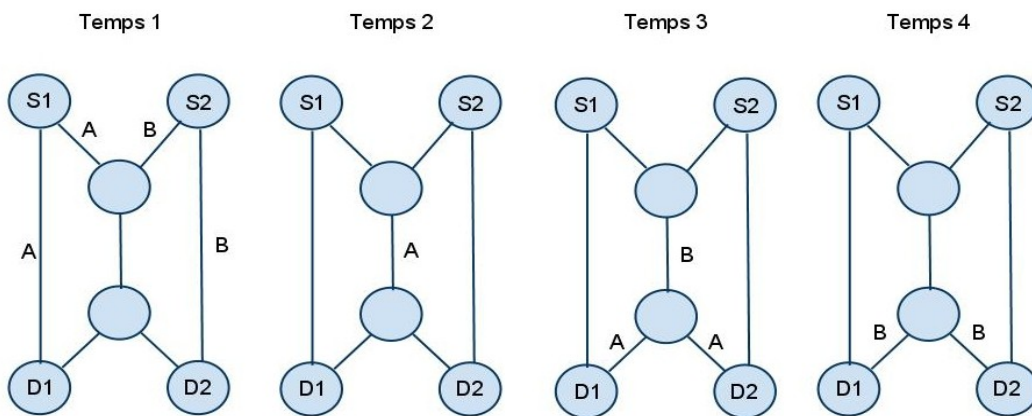 Temps 1 Temps 2 Temps 3 Temps 4
S1 S2 S1 S2 S1 S2 S1 S2
A B
A B A B
A A B B
D1 D2 D1 D2 D1 D2 D1 D2